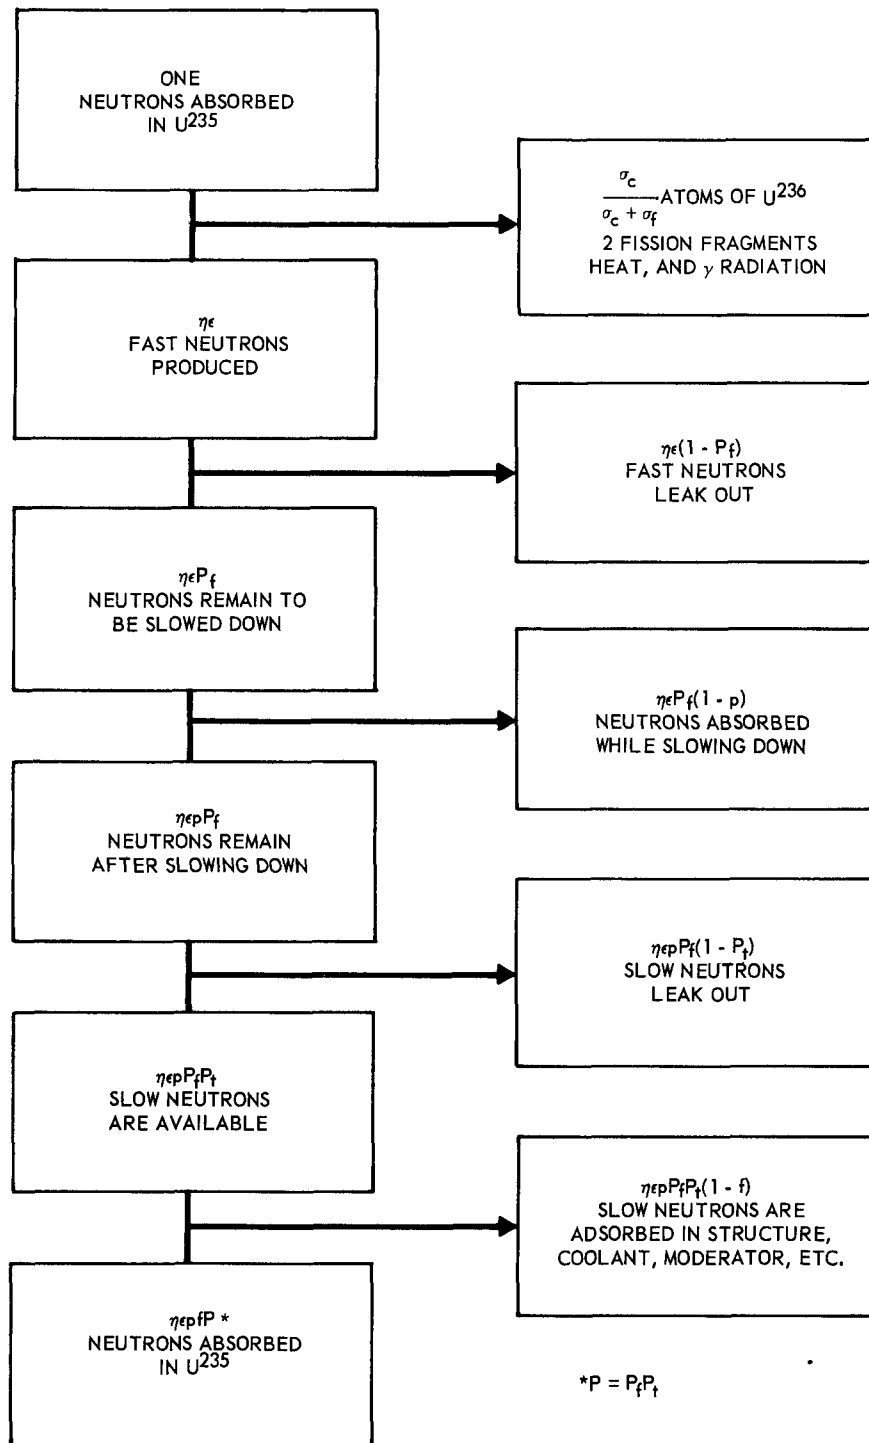 ONE
NEUTRONS ABSORBED
IN U²³⁵
σc
σc + σf
ATOMS OF U²³⁶
2 FISSION FRAGMENTS
HEAT, AND γ RADIATION
ηϵ
FAST NEUTRONS
PRODUCED
ηϵ(1 - Pf)
FAST NEUTRONS
LEAK OUT
ηϵPf
NEUTRONS REMAIN TO
BE SLOWED DOWN
ηϵPf(1 - p)
NEUTRONS ABSORBED
WHILE SLOWING DOWN
ηϵpPf
NEUTRONS REMAIN
AFTER SLOWING DOWN
ηϵpPf(1 - Pt)
SLOW NEUTRONS
LEAK OUT
ηϵpPfPt
SLOW NEUTRONS
ARE AVAILABLE
ηϵpPfPt(1 - f)
SLOW NEUTRONS ARE
ADSORBED IN STRUCTURE,
COOLANT, MODERATOR, ETC.
ηϵpfP *
NEUTRONS ABSORBED
IN U²³⁵
*P = PfPt